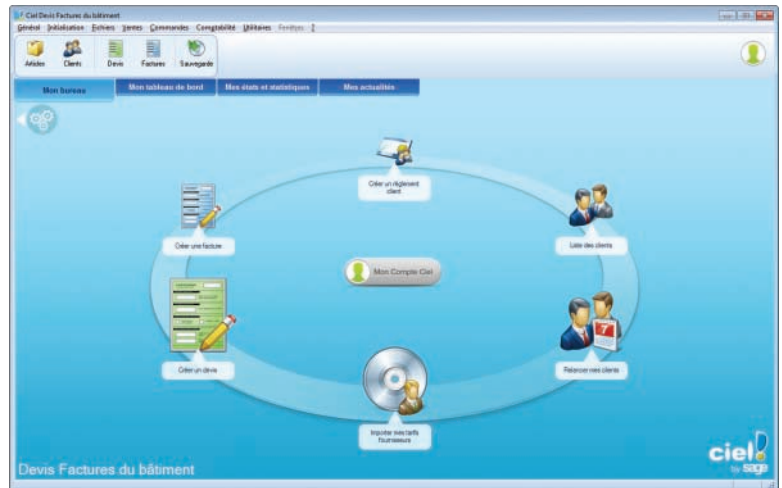 Ciel Devis Factures du bâtiment
Général Initialisation Fichiers Ventes Commandes Comptabilité Utilitaires Fenêtres ?
Articles Clients Devis Factures Sauvegarde
Mon bureau Mon tableau de bord Mes états et statistiques Mes actualités
Créer un règlement
client
Créer une facture
Liste des clients
Mon Compte Ciel
Créer un devis
Relancer mes clients
Importer mes tarifs
fournisseurs
Devis Factures du bâtiment
ciel!
by sage